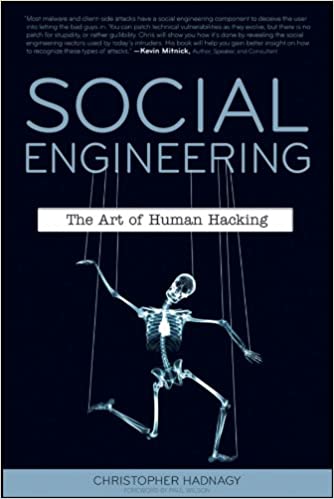 "Most malware and client-side attacks have a social engineering component to deceive the user
into letting the bad guys in. You can patch technical vulnerabilities as they evolve, but there is no
patch for stupidity, or rather gullibility. Chris will show you how it's done by revealing the social
engineering vectors used by today's intruders. His book will help you gain better insight on how
to recognize these types of attacks." —Kevin Mitnick, Author, Speaker, and Consultant
SOCIAL
ENGINEERING
The Art of Human Hacking
CHRISTOPHER HADNAGY
FOREWORD BY PAUL WILSON